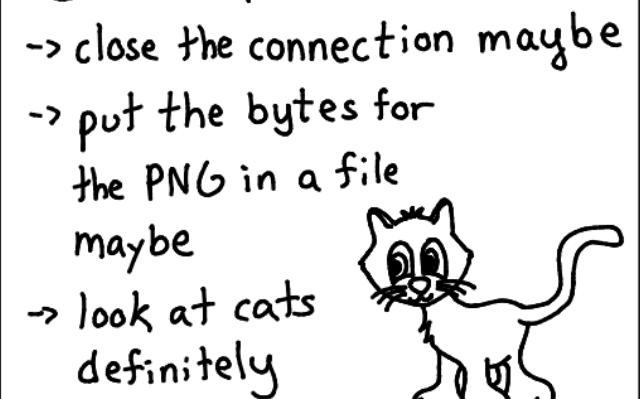 -> close the connection maybe
-> put the bytes for
the PNG in a file
maybe
-> look at cats
definitely